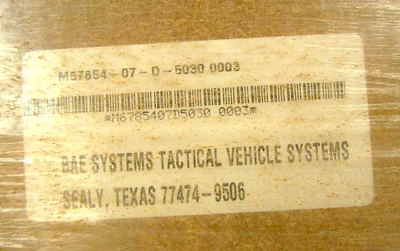 M67854-07-D-5030 0003
*M6785407D5030 0003*
BAE SYSTEMS TACTICAL VEHICLE SYSTEMS
SEALY, TEXAS 77474-9506